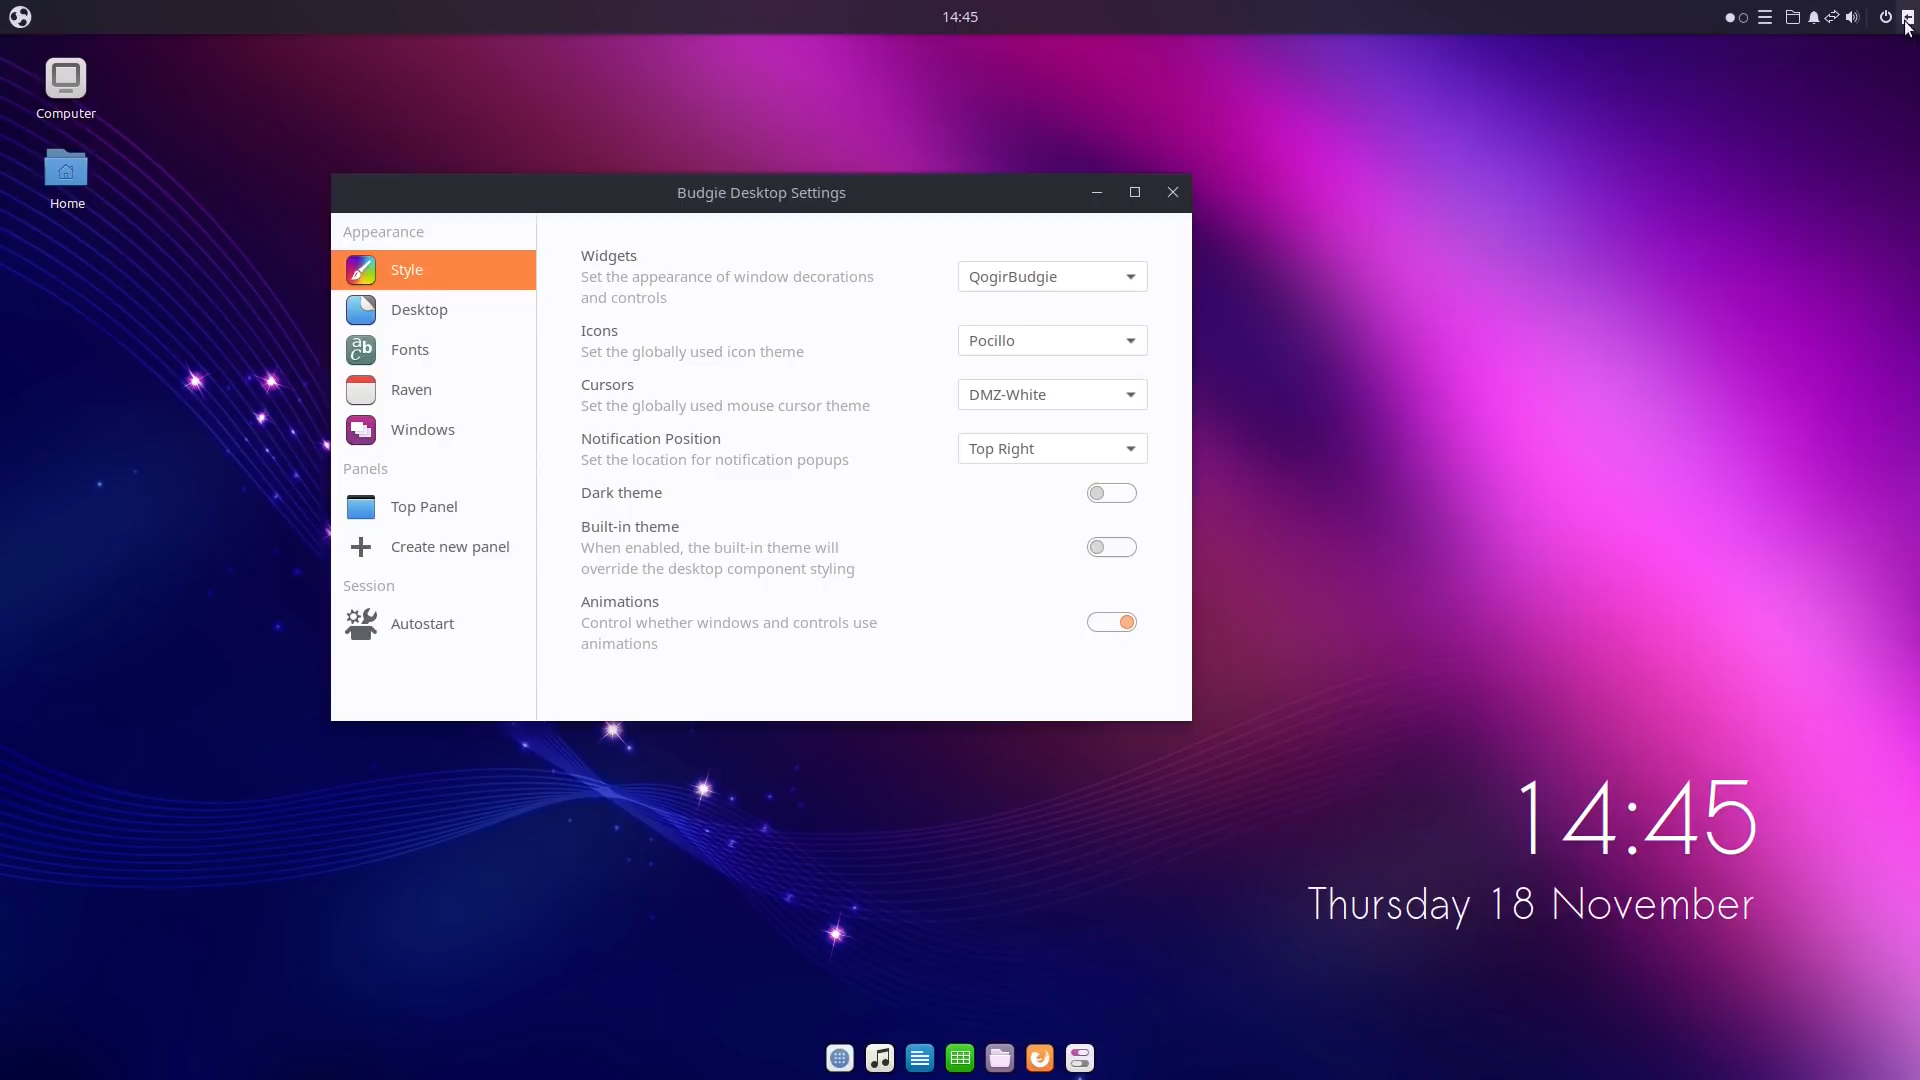 14:45
Computer
Home
Budgie Desktop Settings
Appearance
Style
Desktop
Fonts
Raven
Windows
Panels
Top Panel
Create new panel
Session
Autostart
Widgets
Set the appearance of window decorations
and controls
QogirBudgie
Icons
Set the globally used icon theme
Pocillo
Cursors
Set the globally used mouse cursor theme
DMZ-White
Notification Position
Set the location for notification popups
Top Right
Dark theme
Built-in theme
When enabled, the built-in theme will
override the desktop component styling
Animations
Control whether windows and controls use
animations
14:45
Thursday 18 November